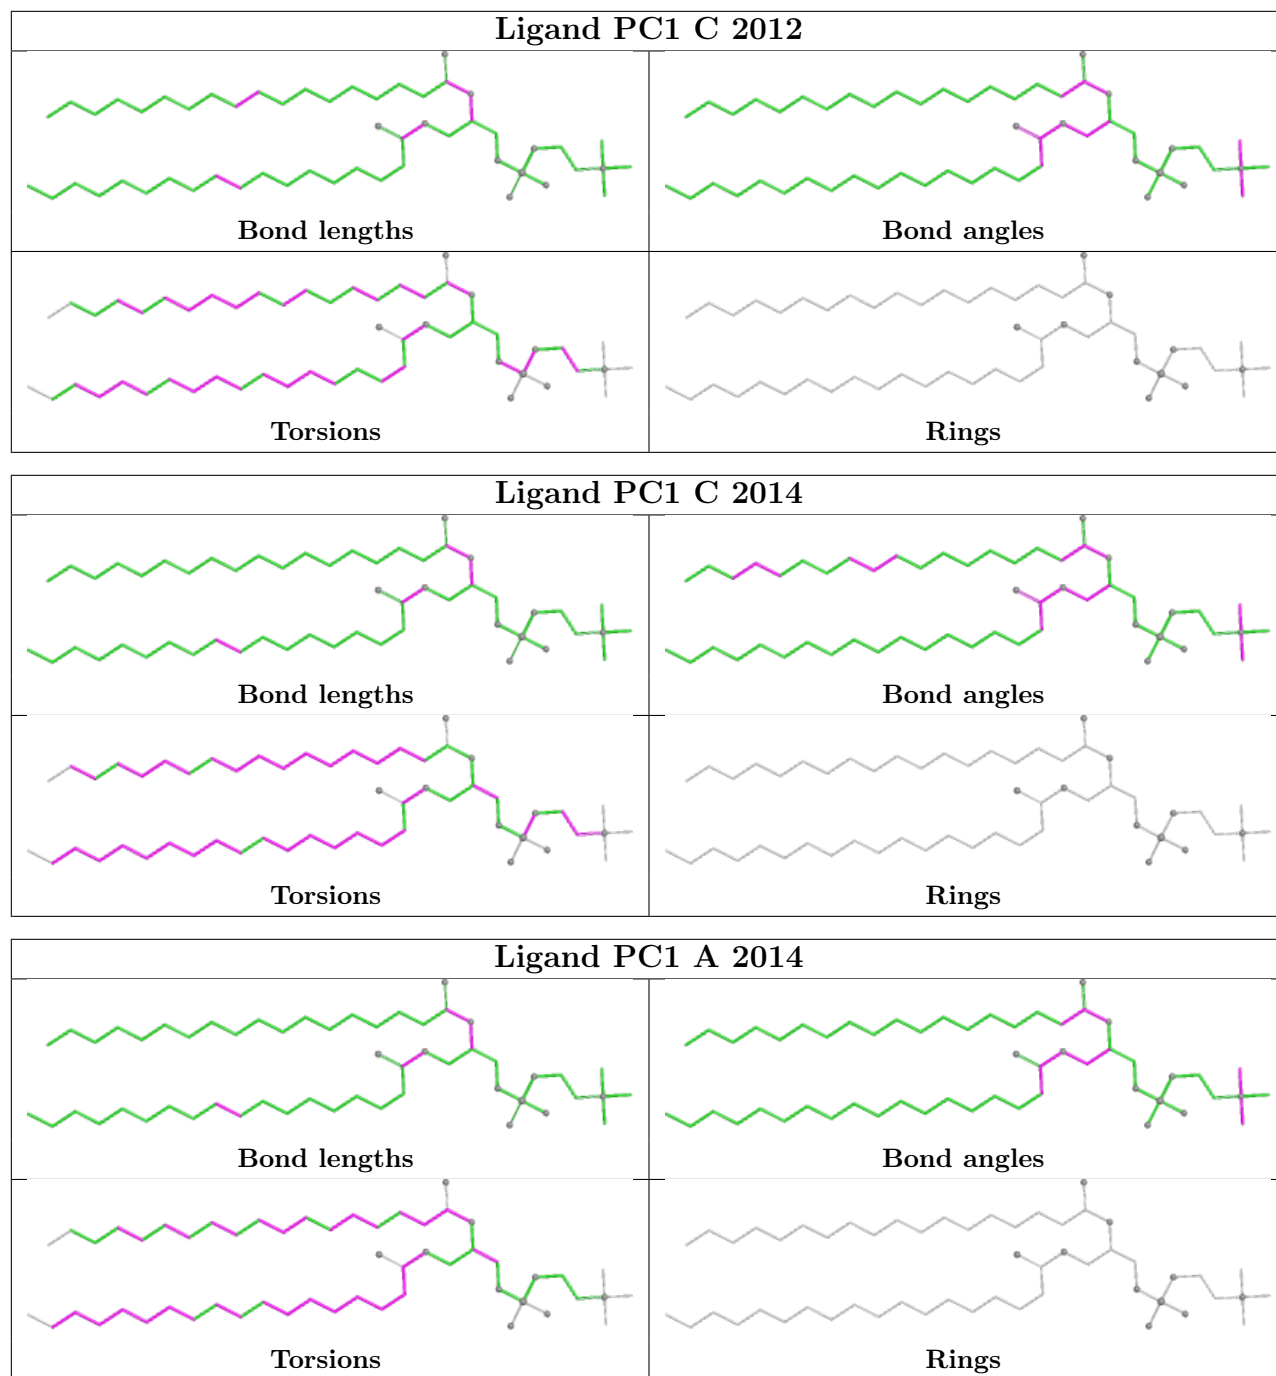 Ligand PC1 C 2012
Bond lengths Bond angles
Torsions Rings
Ligand PC1 C 2014
Bond lengths Bond angles
Torsions Rings
Ligand PC1 A 2014
Bond lengths Bond angles
Torsions Rings